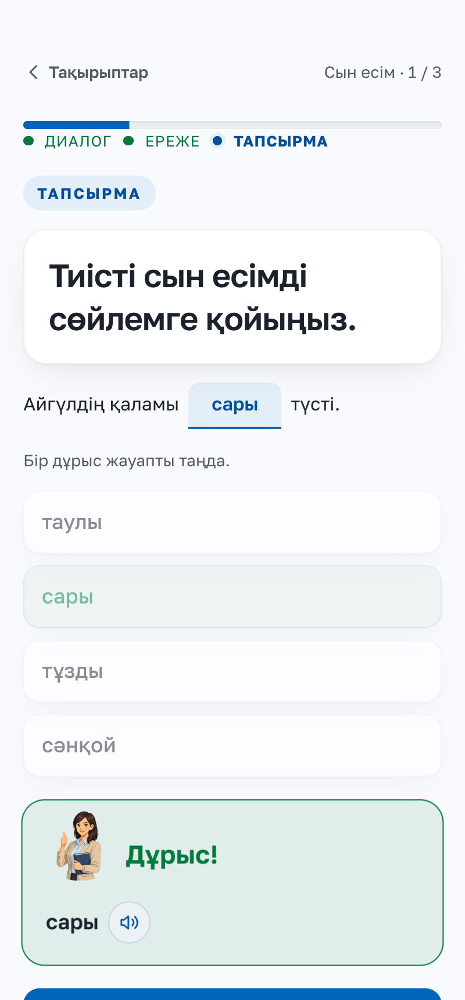 Тақырыптар
Сын есім · 1 / 3
ДИАЛОГ ЕРЕЖЕ ТАПСЫРМА
ТАПСЫРМА
Тиісті сын есімді
сөйлемге қойыңыз.
Айгүлдің қаламы сары түсті.
Бір дұрыс жауапты таңда.
таулы
сары
тұзды
сәнқой
Дұрыс!
сары